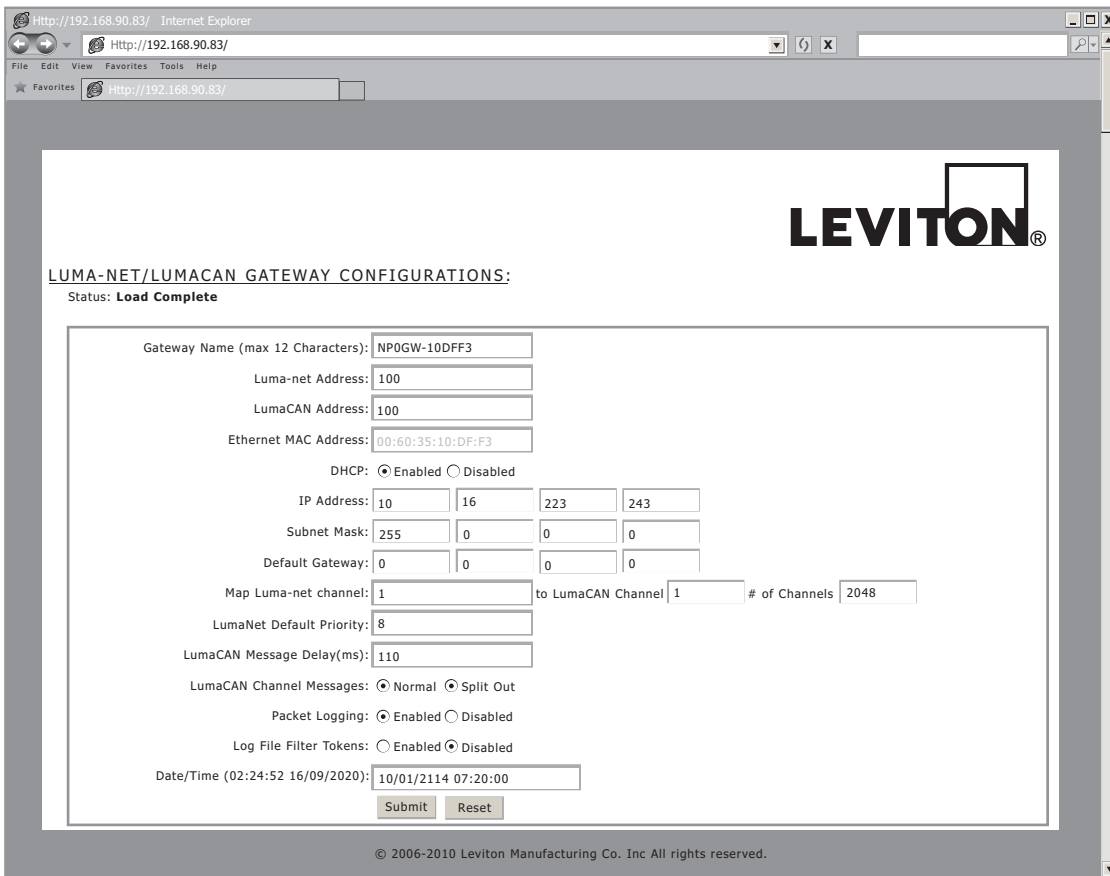 Http://192.168.90.83/ Internet Explorer
Http://192.168.90.83/
X
File Edit View Favorites Tools Help
Favorites Http://192.168.90.83/
LEVITON®
LUMA-NET/LUMACAN GATEWAY CONFIGURATIONS:
Status: Load Complete
Gateway Name (max 12 Characters): NP0GW-10DFF3
Luma-net Address: 100
LumaCAN Address: 100
Ethernet MAC Address: 00:60:35:10:DF:F3
DHCP: Enabled Disabled
IP Address: 10 16 223 243
Subnet Mask: 255 0 0 0
Default Gateway: 0 0 0 0
Map Luma-net channel: 1 to LumaCAN Channel 1 # of Channels 2048
LumaNet Default Priority: 8
LumaCAN Message Delay(ms): 110
LumaCAN Channel Messages: Normal Split Out
Packet Logging: Enabled Disabled
Log File Filter Tokens: Enabled Disabled
Date/Time (02:24:52 16/09/2020): 10/01/2114 07:20:00
Submit Reset
© 2006-2010 Leviton Manufacturing Co. Inc All rights reserved.